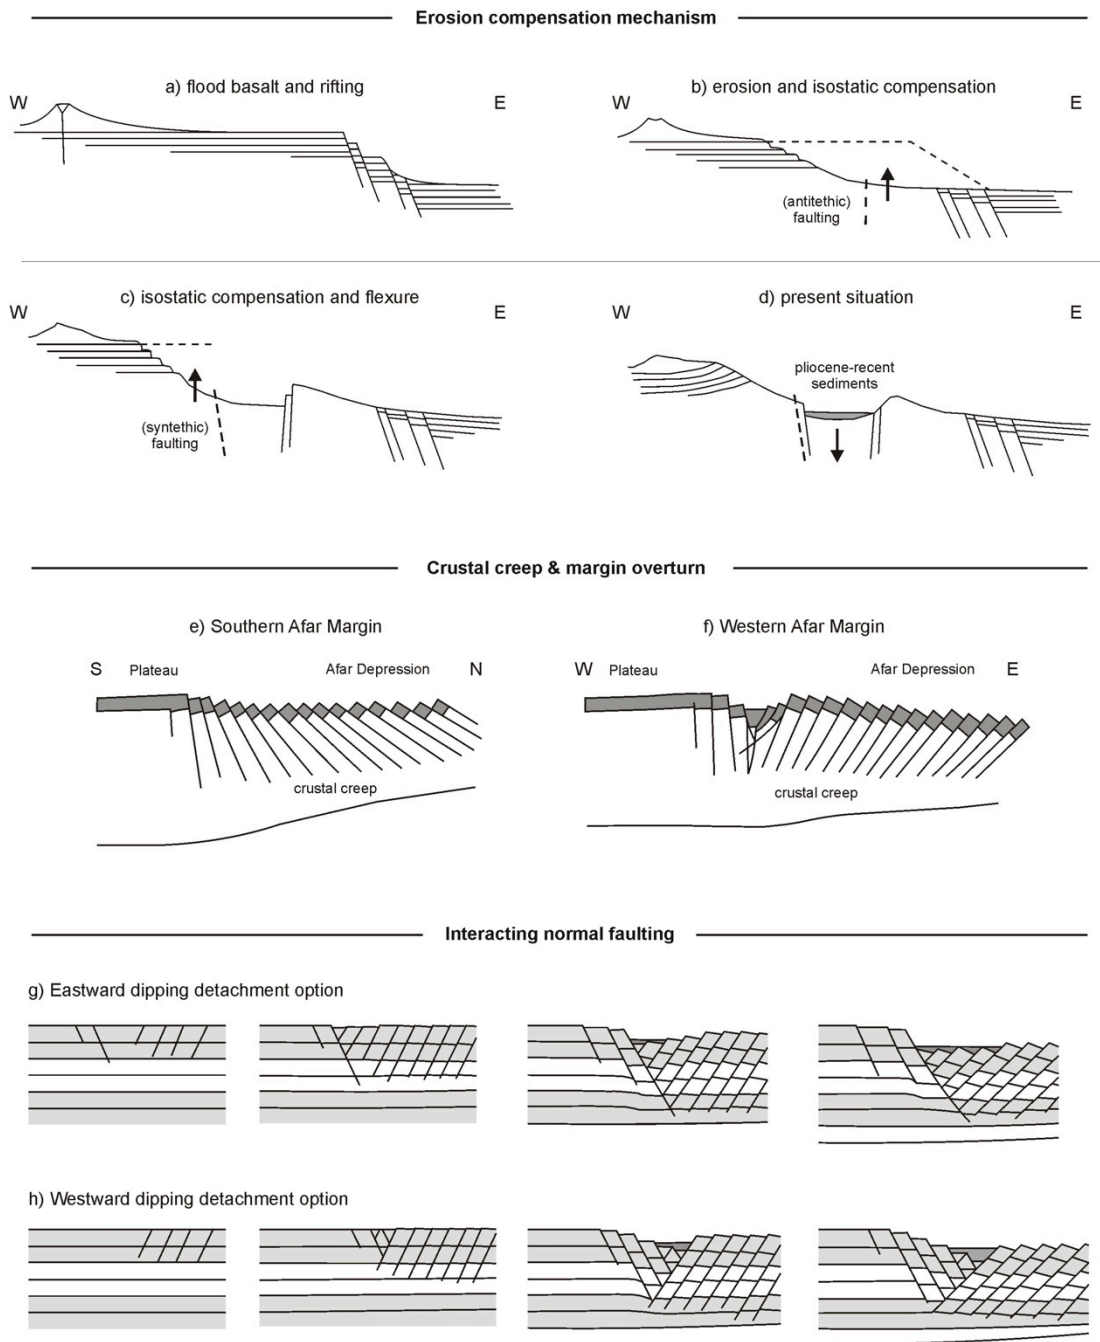 Erosion compensation mechanism
a) flood basalt and rifting
W
E
b) erosion and isostatic compensation
W
E
(antitethic)
faulting
c) isostatic compensation and flexure
W
E
(syntethic)
faulting
d) present situation
W
E
pliocene-recent
sediments
Crustal creep & margin overturn
e) Southern Afar Margin
S Plateau Afar Depression N
crustal creep
f) Western Afar Margin
W Plateau Afar Depression E
crustal creep
Interacting normal faulting
g) Eastward dipping detachment option
h) Westward dipping detachment option